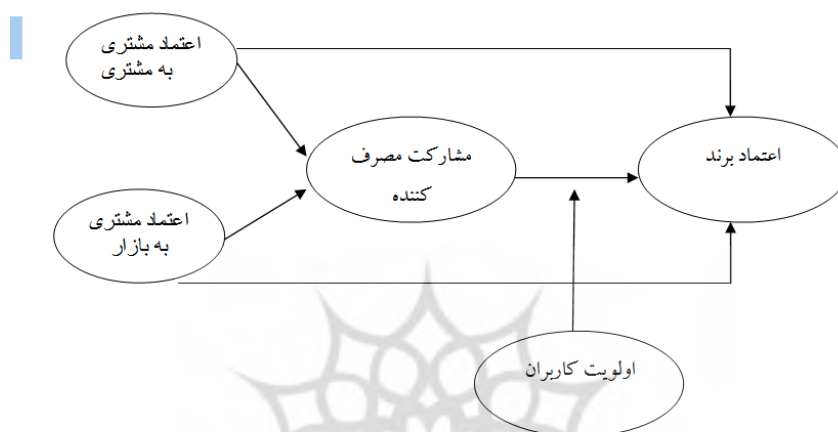 اعتماد مشتری
به مشتری
مشارکت مصرف
کننده
اعتماد برند
اعتماد مشتری
به بازار
اولویت کاربران